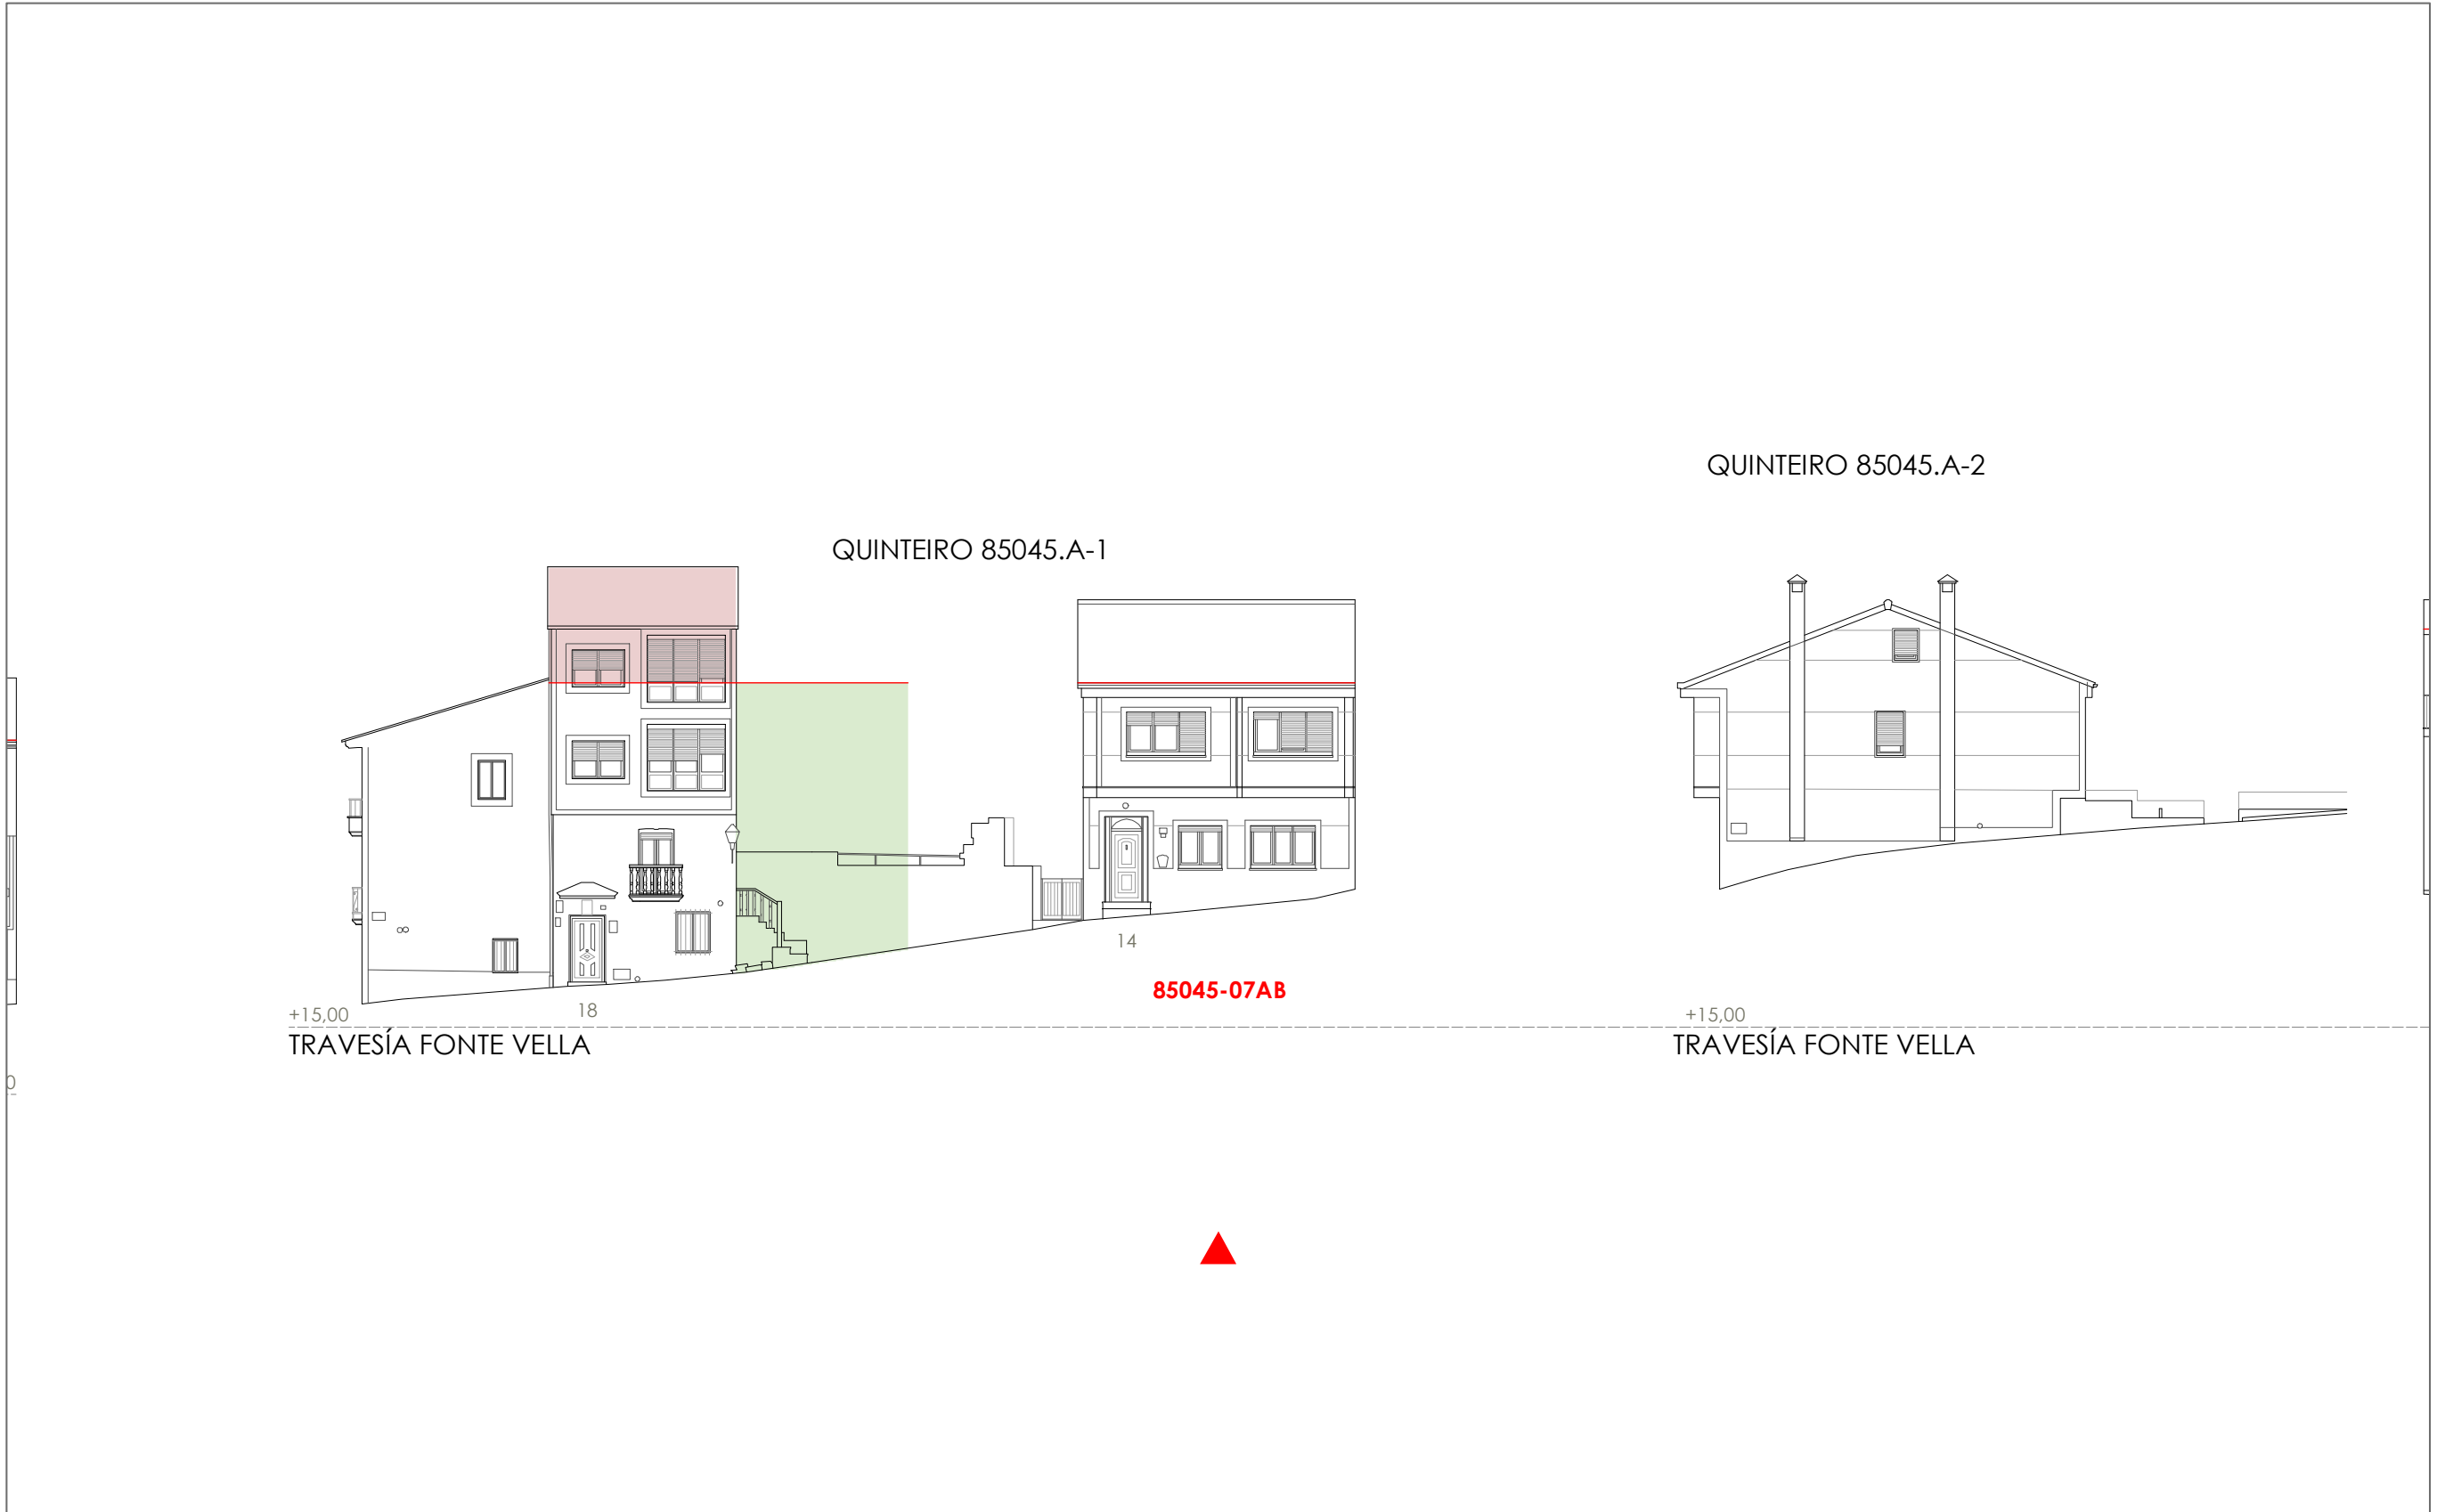 QUINTEIRO 85045.A-2
QUINTEIRO 85045.A-1
14
85045-07AB
18
+15,00
+15,00
TRAVESÍA FONTE VELLA
TRAVESÍA FONTE VELLA
0